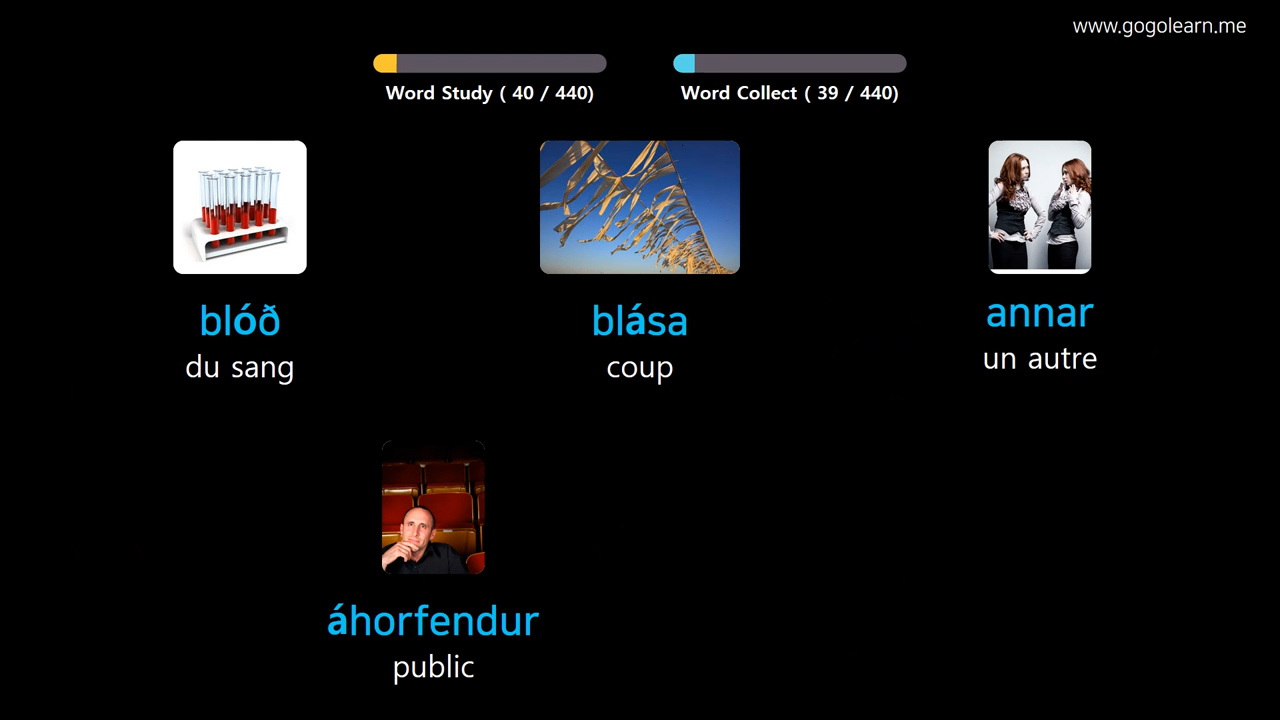 www.gogolearn.me
Word Study ( 40 / 440)
Word Collect ( 39 / 440)
blóð
du sang
blása
coup
annar
un autre
áhorfendur
public